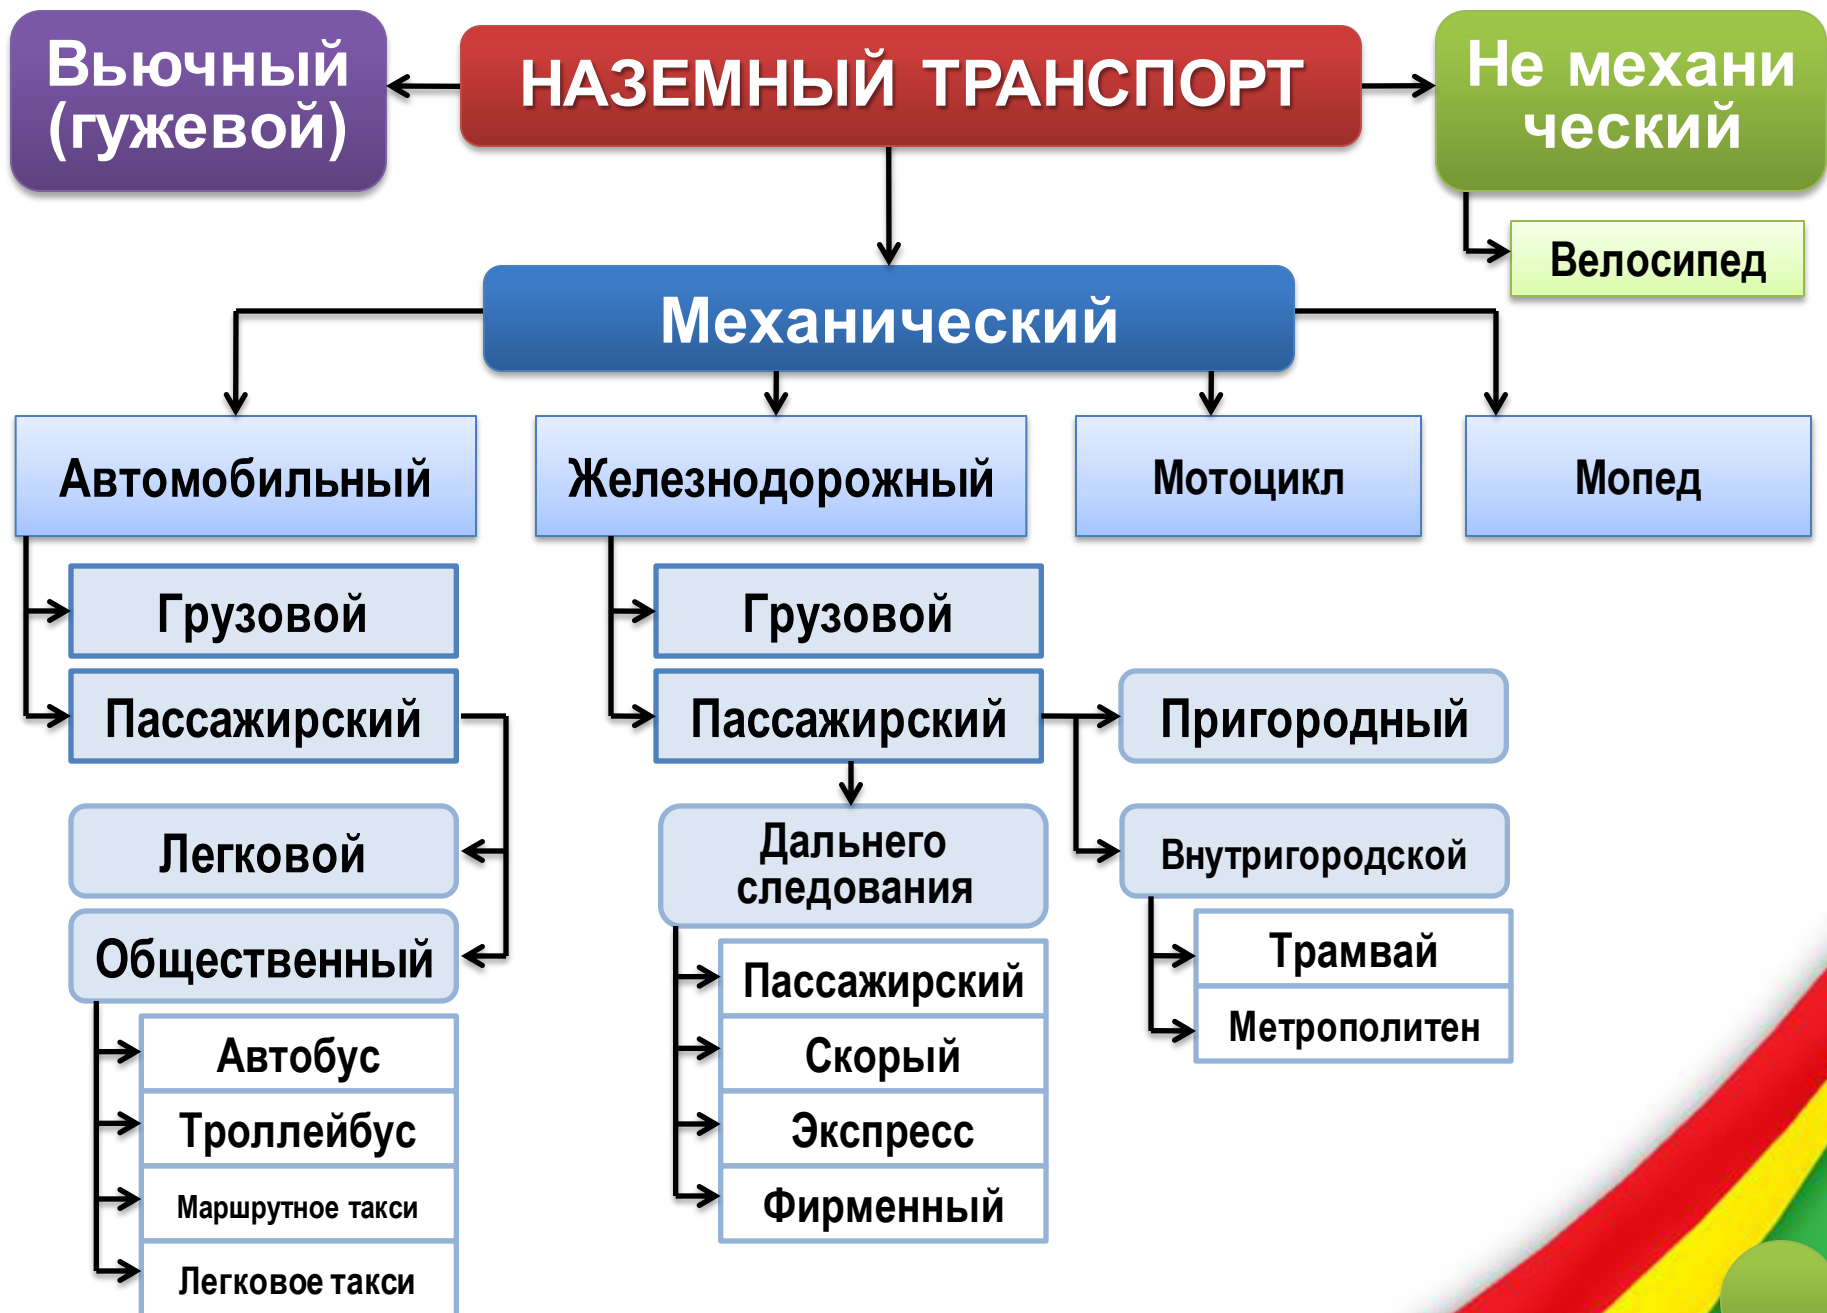 Вьючный
(гужевой)
НАЗЕМНЫЙ ТРАНСПОРТ
Не механи
ческий
Велосипед
Механический
Автомобильный
Железнодорожный
Мотоцикл
Мопед
Грузовой
Пассажирский
Легковой
Общественный
Автобус
Троллейбус
Маршрутное такси
Легковое такси
Грузовой
Пассажирский
Дальнего
следования
Пассажирский
Скорый
Экспресс
Фирменный
Пригородный
Внутригородской
Трамвай
Метрополитен